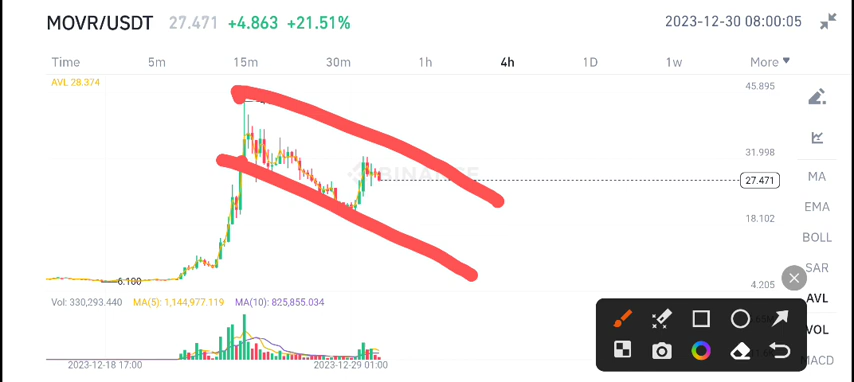 MOVR/USDT 27.471 +4.863 +21.51% 2023-12-30 08:00:05
Time 5m 15m 30m 1h 4h 1D 1w More
AVL 28.374
45.895
31.998
27.471
18.102
4.205
6.100
BINANCE
MA
EMA
BOLL
SAR
AVL
VOL
MACD
Vol: 330,293.440 MA(5): 1,144,977.119 MA(10): 825,855.034
2023-12-18 17:00 2023-12-29 01:00